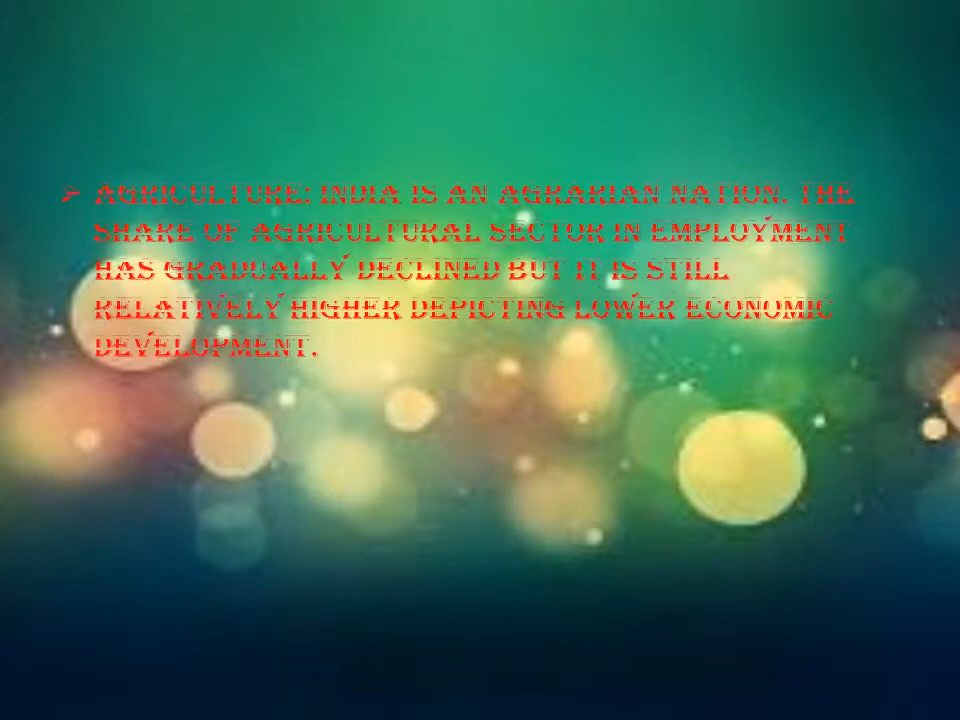 ➢ AGRICULTURE: INDIA IS AN AGRARIAN NATION. THE
SHARE OF AGRICULTURAL SECTOR IN EMPLOYMENT
HAS GRADUALLY DECLINED BUT IT IS STILL
RELATIVELY HIGHER DEPICTING LOWER ECONOMIC
DEVELOPMENT.